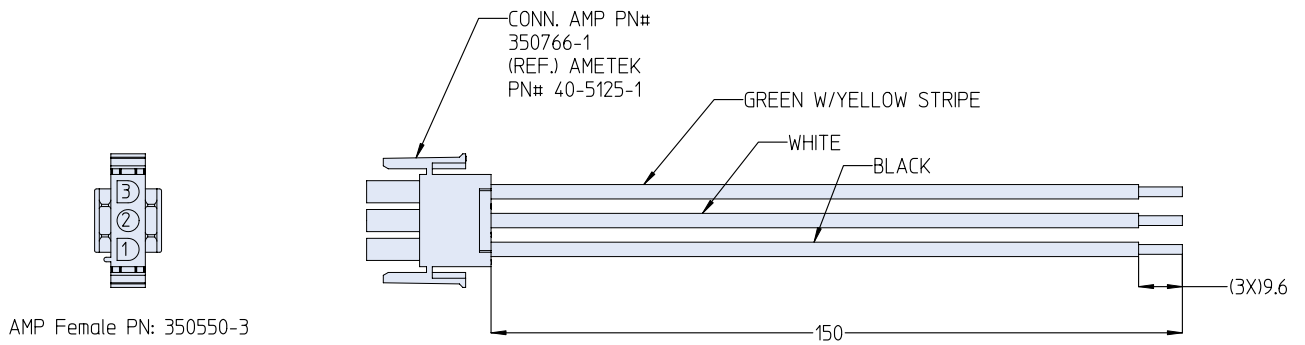 CONN. AMP PN#
350766-1
(REF.) AMETEK
PN# 40-5125-1
GREEN W/YELLOW STRIPE
WHITE
BLACK
3
2
1
(3X)9.6
AMP Female PN: 350550-3
150